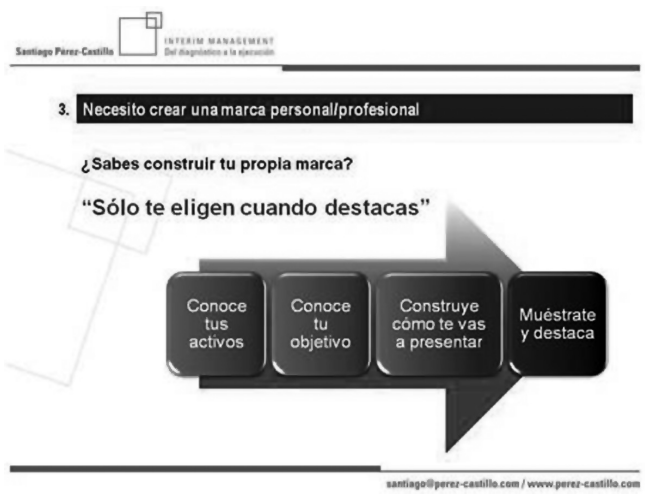 Santiago Pérez-Castillo
INTERIM MANAGEMENT
Del diagnóstico a la ejecución
3. Necesito crear una marca personal/profesional
¿Sabes construir tu propia marca?
“Sólo te eligen cuando destacas”
Conoce
tus
activos
Conoce
tu
objetivo
Construye
cómo te vas
a presentar
Muéstrate
y destaca
santiago@perez-castillo.com / www.perez-castillo.com